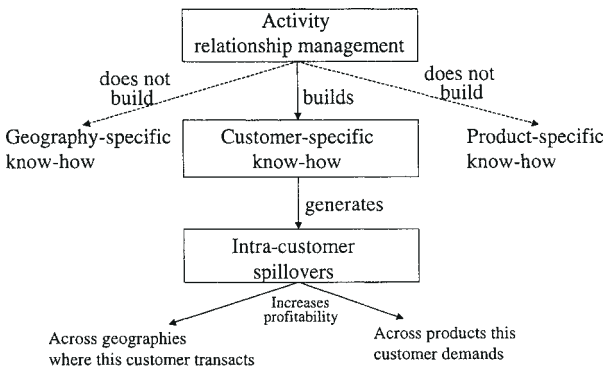 Activity
relationship management
does not
build
builds
does not
build
Geography-specific
know-how
Customer-specific
know-how
Product-specific
know-how
generates
Intra-customer
spillovers
Increases
profitability
Across geographies
where this customer transacts
Across products this
customer demands